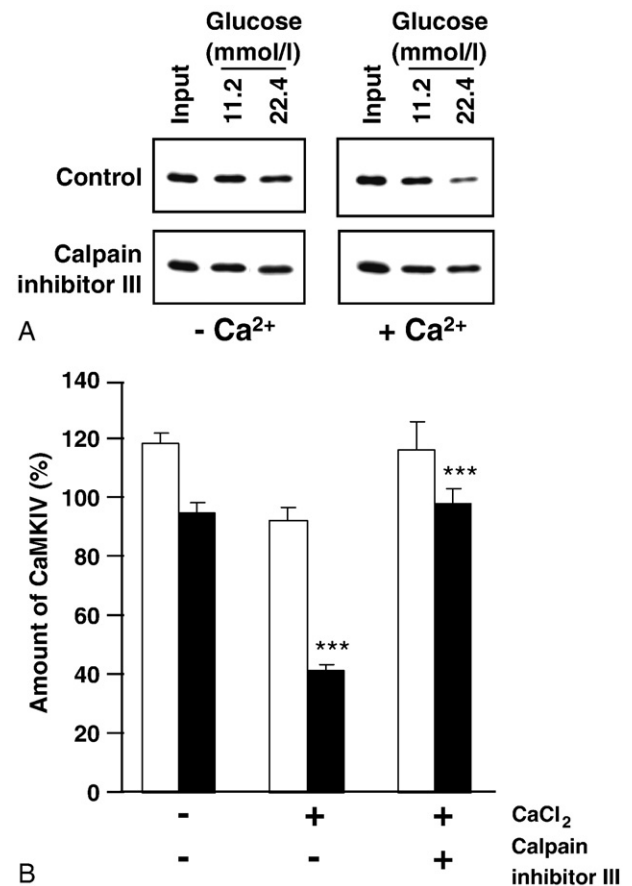 Glucose Glucose
(mmol/l) (mmol/l)
Input 11.2 22.4 Input 11.2 22.4
Control
Calpain
inhibitor III
A - Ca²⁺ + Ca²⁺
140
120
100
80
60
40
20
0
Amount of CaMKIV (%)
***
***
- + + CaCl₂
- - + Calpain
inhibitor III
B